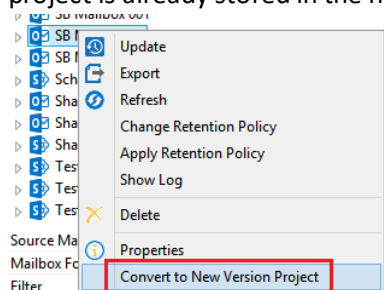 project is already stored in the
SB Mailbox 001
SB
SB
Sch
Sha
Sha
Sha
Tes
Tes
Tes
Update
Export
Refresh
Change Retention Policy
Apply Retention Policy
Show Log
Delete
Properties
Convert to New Version Project
Source Ma
Mailbox Fo
Filter